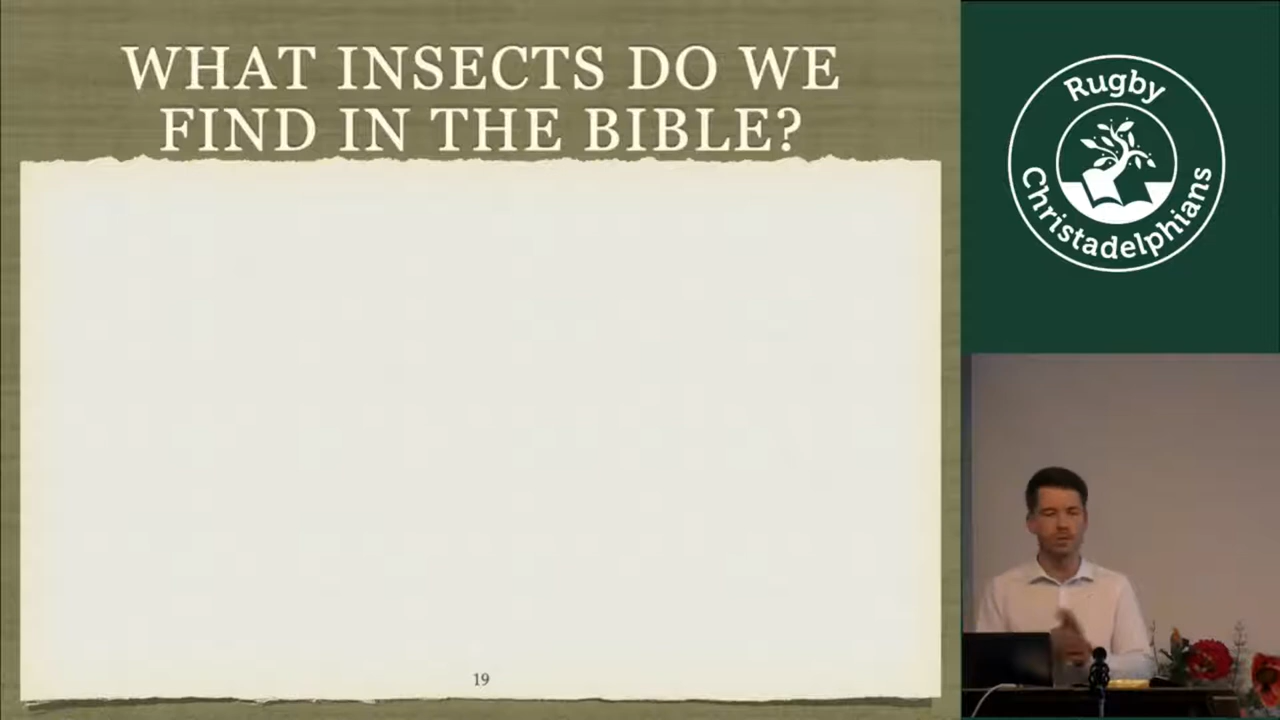 WHAT INSECTS DO WE
FIND IN THE BIBLE?
19
Rugby
Christadelphians